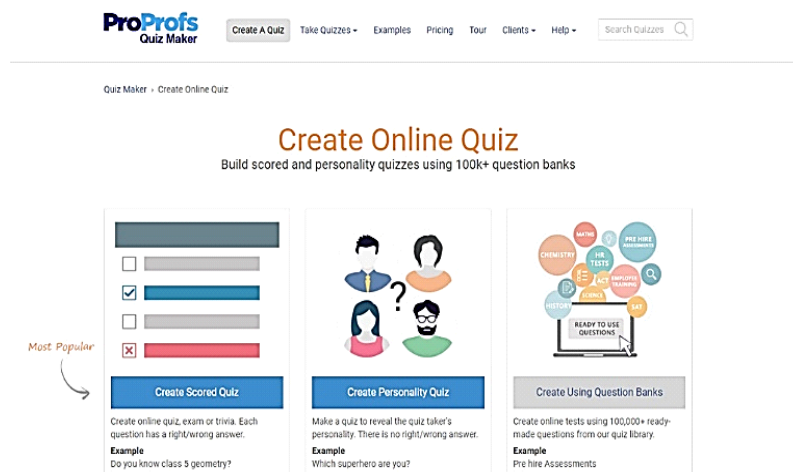 ProProfs
Quiz Maker
Create A Quiz
Take Quizzes
Examples
Pricing
Tour
Clients
Help
Search Quizzes
Quiz Maker › Create Online Quiz
Create Online Quiz
Build scored and personality quizzes using 100k+ question banks
Most Popular
Create Scored Quiz
Create online quiz, exam or trivia. Each
question has a right/wrong answer.
Example
Do you know class 5 geometry?
?
Create Personality Quiz
Make a quiz to reveal the quiz taker's
personality. There is no right/wrong answer.
Example
Which superhero are you?
MATHS
PRE HIRE
ASSESSMENTS
CHEMISTRY
HR
TESTS
ACT
EMPLOYEE
TRAINING
SCIENCE
HISTORY
SAT
READY TO USE
QUESTIONS
Create Using Question Banks
Create online tests using 100,000+ ready-
made questions from our quiz library.
Example
Pre hire Assessments